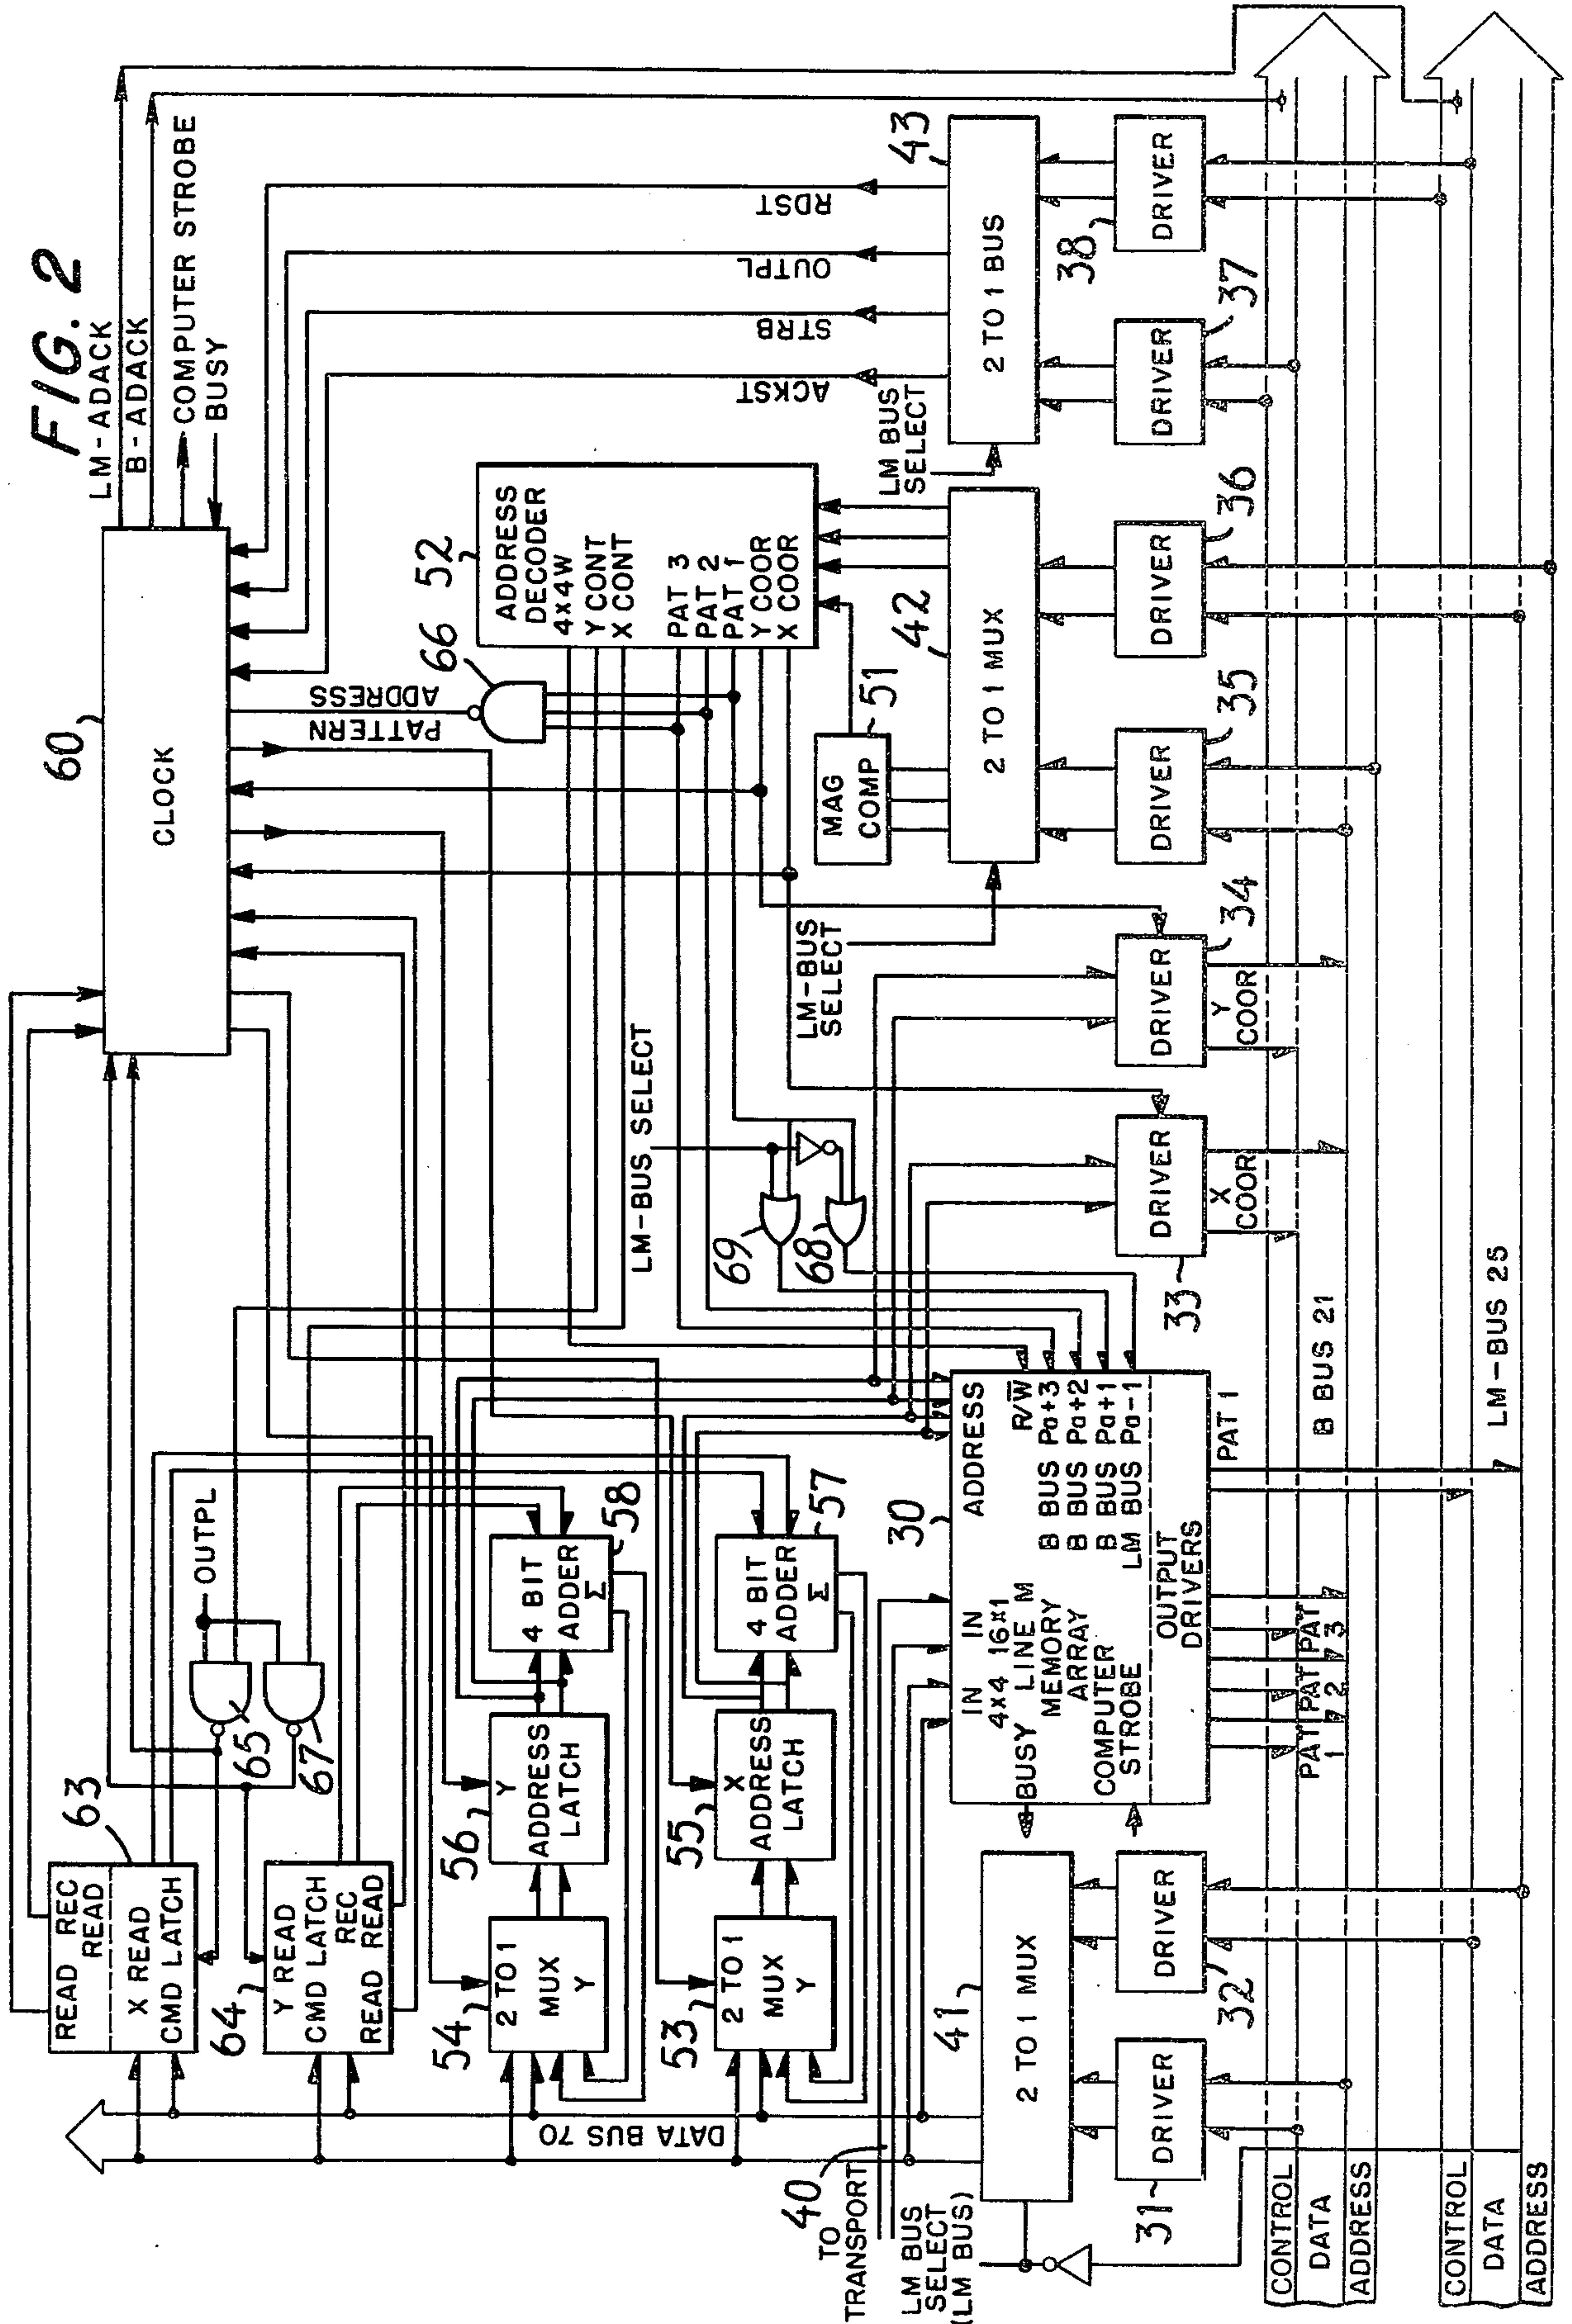 FIG. 2
LM-ADACK
B-ADACK
COMPUTER STROBE
BUSY
60
CLOCK
PATTERN
ADDRESS
66
52
ADDRESS
DECODER
4x4W
Y CONT
X CONT
PAT 3
PAT 2
PAT 1
Y COOR
X COOR
ACKST
STRB
OUTPL
RDST
43
2 TO 1 BUS
LM BUS
SELECT
42
2 TO 1 MUX
51
MAG
COMP
LM-BUS
SELECT
LM-BUS SELECT
69
68
63
READ REC
READ
X READ
CMD LATCH
64
Y READ
CMD LATCH
REC
READ READ
OUTPL
65
67
54
2 TO 1
MUX
Y
56
Y
ADDRESS
LATCH
4 BIT
ADDER
Σ
58
53
2 TO 1
MUX
Y
55
X
ADDRESS
LATCH
4 BIT
ADDER
Σ
57
DATA BUS 70
40
TO
TRANSPORT
LM BUS
SELECT
(LM BUS)
41
2 TO 1 MUX
30
IN
IN
ADDRESS
4x4 16x1
BUSY LINE M
MEMORY
ARRAY
COMPUTER
STROBE
R/W̅
B BUS Pa+3
B BUS Pa+2
B BUS Pa+1
LM BUS Pa-1
OUTPUT
DRIVERS
31
DRIVER
32
DRIVER
33
DRIVER
34
DRIVER
35
DRIVER
36
DRIVER
37
DRIVER
38
DRIVER
PAT
1
PAT
2
PAT
3
PAT 1
X
COOR
Y
COOR
CONTROL
DATA
ADDRESS
B BUS 21
CONTROL
DATA
ADDRESS
LM-BUS 25